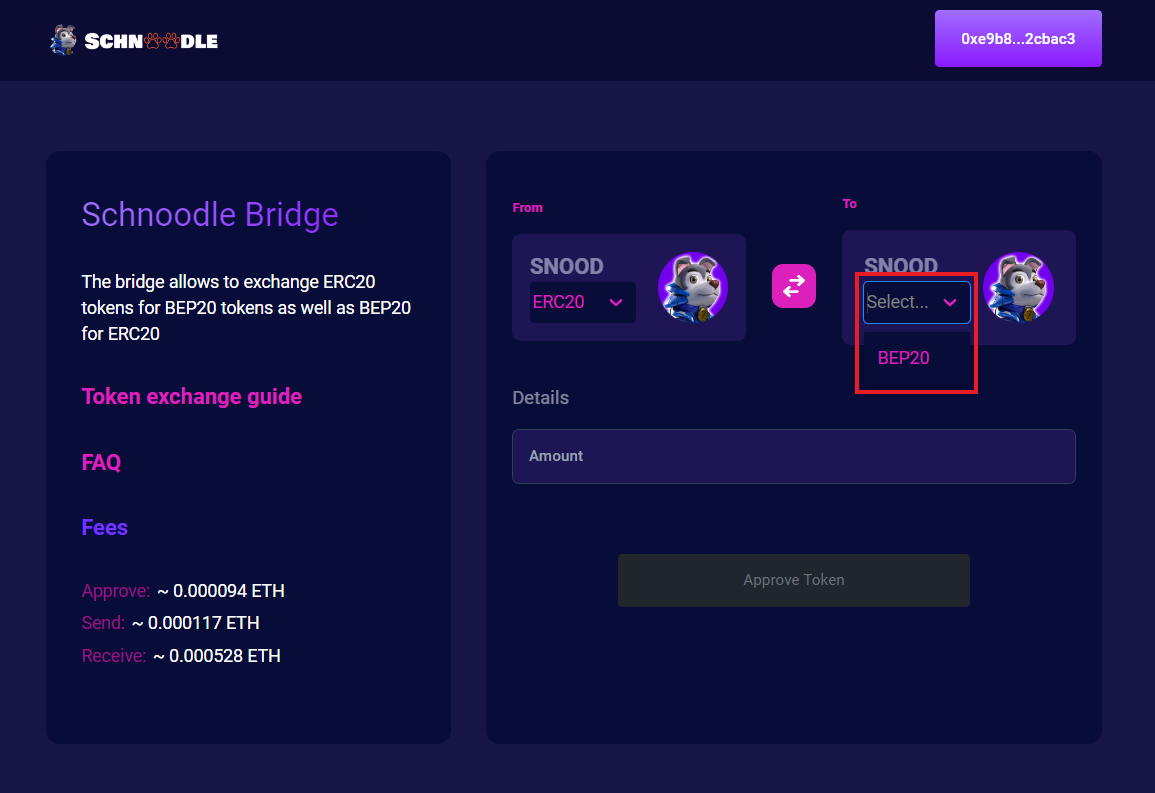 SCHNOODLE
0xe9b8...2cbac3
Schnoodle Bridge
The bridge allows to exchange ERC20
tokens for BEP20 tokens as well as BEP20
for ERC20
Token exchange guide
FAQ
Fees
Approve: ~ 0.000094 ETH
Send: ~ 0.000117 ETH
Receive: ~ 0.000528 ETH
From
SNOOD
ERC20
To
SNOOD
Select...
BEP20
Details
Amount
Approve Token